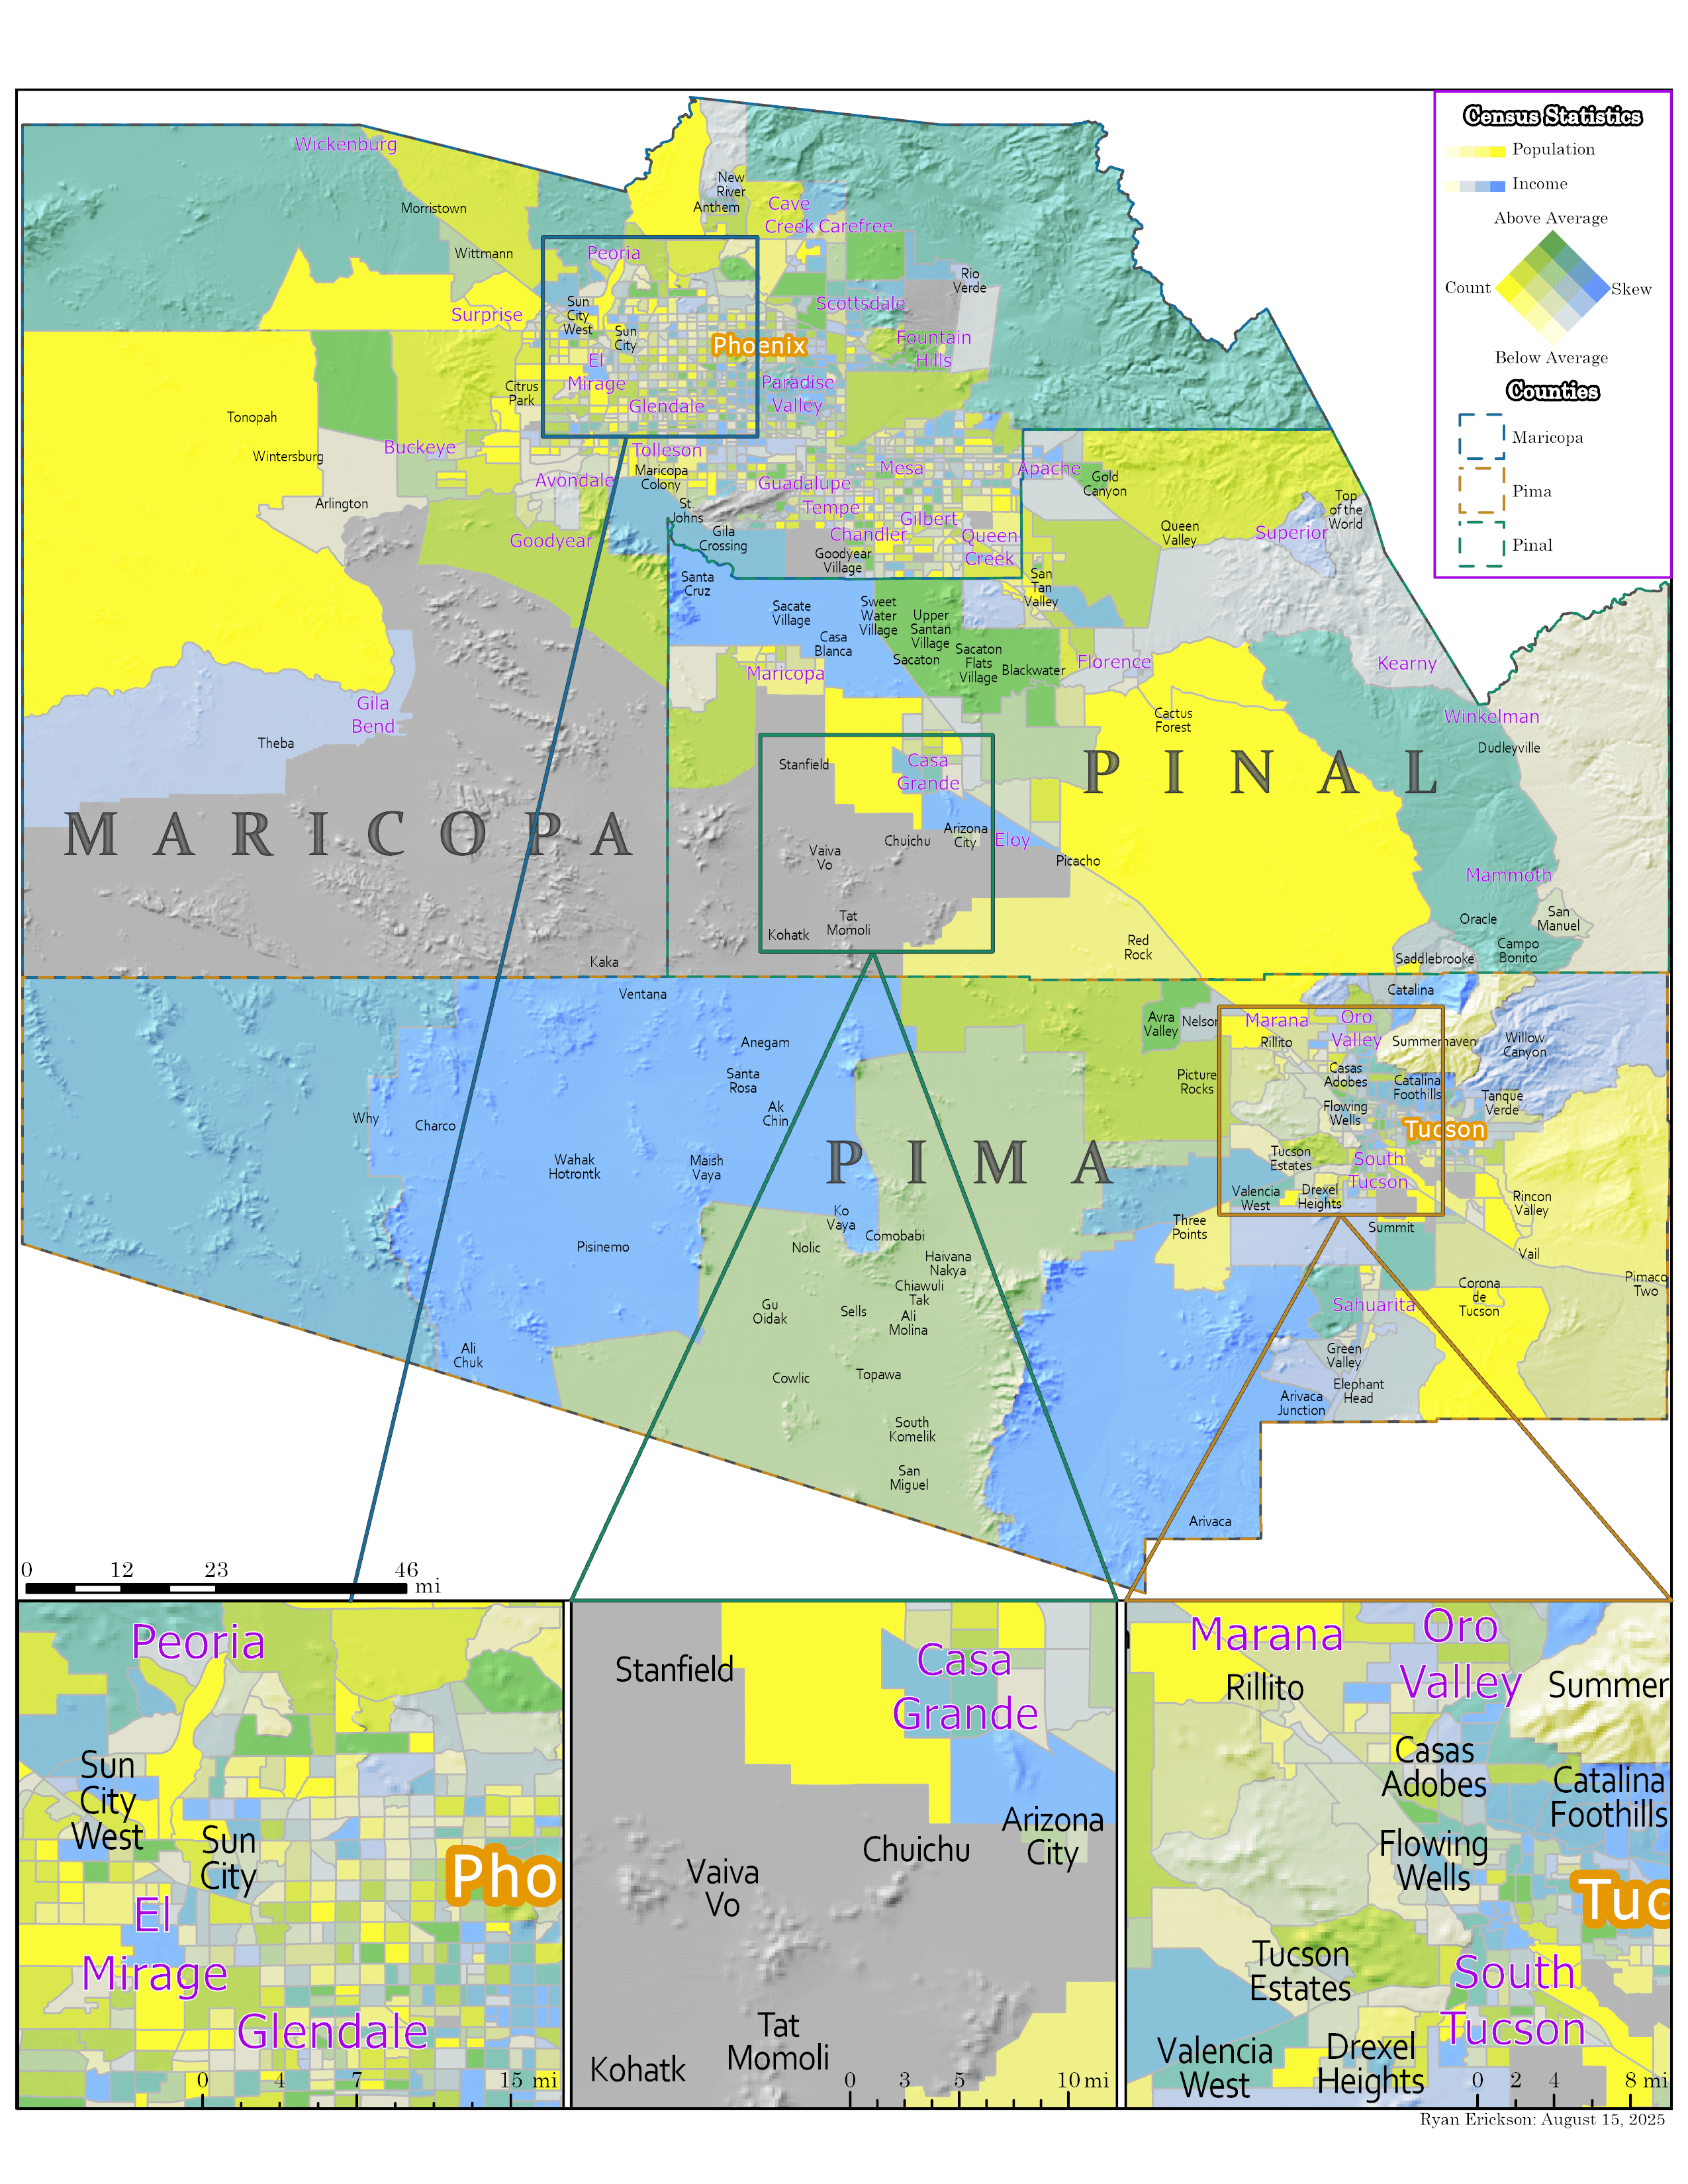 Census Statistics
Population
Income
Above Average
Count
Skew
Below Average
Counties
Maricopa
Pima
Pinal
Wickenburg
Morristown
Wittmann
New
River
Anthem
Cave
Creek
Carefree
Peoria
Rio
Verde
Surprise
Sun
City
West
Sun
City
Scottsdale
Phoenix
Fountain
Hills
El
Mirage
Citrus
Park
Paradise
Valley
Glendale
Tonopah
Wintersburg
Buckeye
Tolleson
Avondale
Maricopa
Colony
Mesa
Apache
Gold
Canyon
Arlington
Guadalupe
Tempe
St.
Johns
Gilbert
Top
of the
World
Goodyear
Gila
Crossing
Chandler
Queen
Creek
Queen
Valley
Superior
Goodyear
Village
Santa
Cruz
San
Tan
Valley
Sacate
Village
Sweet
Water
Village
Upper
Santan
Village
Casa
Blanca
Sacaton
Sacaton
Flats
Village
Blackwater
Florence
Kearny
Maricopa
Gila
Bend
Theba
Cactus
Forest
Winkelman
Dudleyville
Stanfield
Casa
Grande
PINAL
MARICOPA
Arizona
City
Chuichu
Eloy
Vaiva
Vo
Picacho
Mammoth
Tat
Momoli
Kohatk
Oracle
San
Manuel
Red
Rock
Campo
Bonito
Saddlebrooke
Kaka
Ventana
Catalina
Avra
Valley
Nelson
Marana
Oro
Valley
Rillito
Summerhaven
Willow
Canyon
Anegam
Santa
Rosa
Picture
Rocks
Casas
Adobes
Catalina
Foothills
Tanque
Verde
Why
Charco
Ak
Chin
Flowing
Wells
Tucson
Wahak
Hotrontk
Maish
Vaya
PIMA
Tucson
Estates
South
Tucson
Valencia
West
Drexel
Heights
Rincon
Valley
Ko
Vaya
Comobabi
Three
Points
Summit
Pisinemo
Nolic
Haivana
Nakya
Vail
Chiawuli
Tak
Pimaco
Two
Corona
de
Tucson
Sahuarita
Gu
Oidak
Sells
Ali
Molina
Ali
Chuk
Green
Valley
Cowlic
Topawa
Elephant
Head
Arivaca
Junction
South
Komelik
San
Miguel
Arivaca
0 12 23 46 mi
Peoria
Sun
City
West
Sun
City
Pho
El
Mirage
Glendale
0 4 7 15 mi
Stanfield
Casa
Grande
Arizona
City
Chuichu
Vaiva
Vo
Tat
Momoli
Kohatk
0 3 5 10 mi
Marana
Oro
Valley
Rillito
Summer
Casas
Adobes
Catalina
Foothills
Flowing
Wells
Tuc
Tucson
Estates
South
Tucson
Valencia
West
Drexel
Heights
0 2 4 8 mi
Ryan Erickson: August 15, 2025